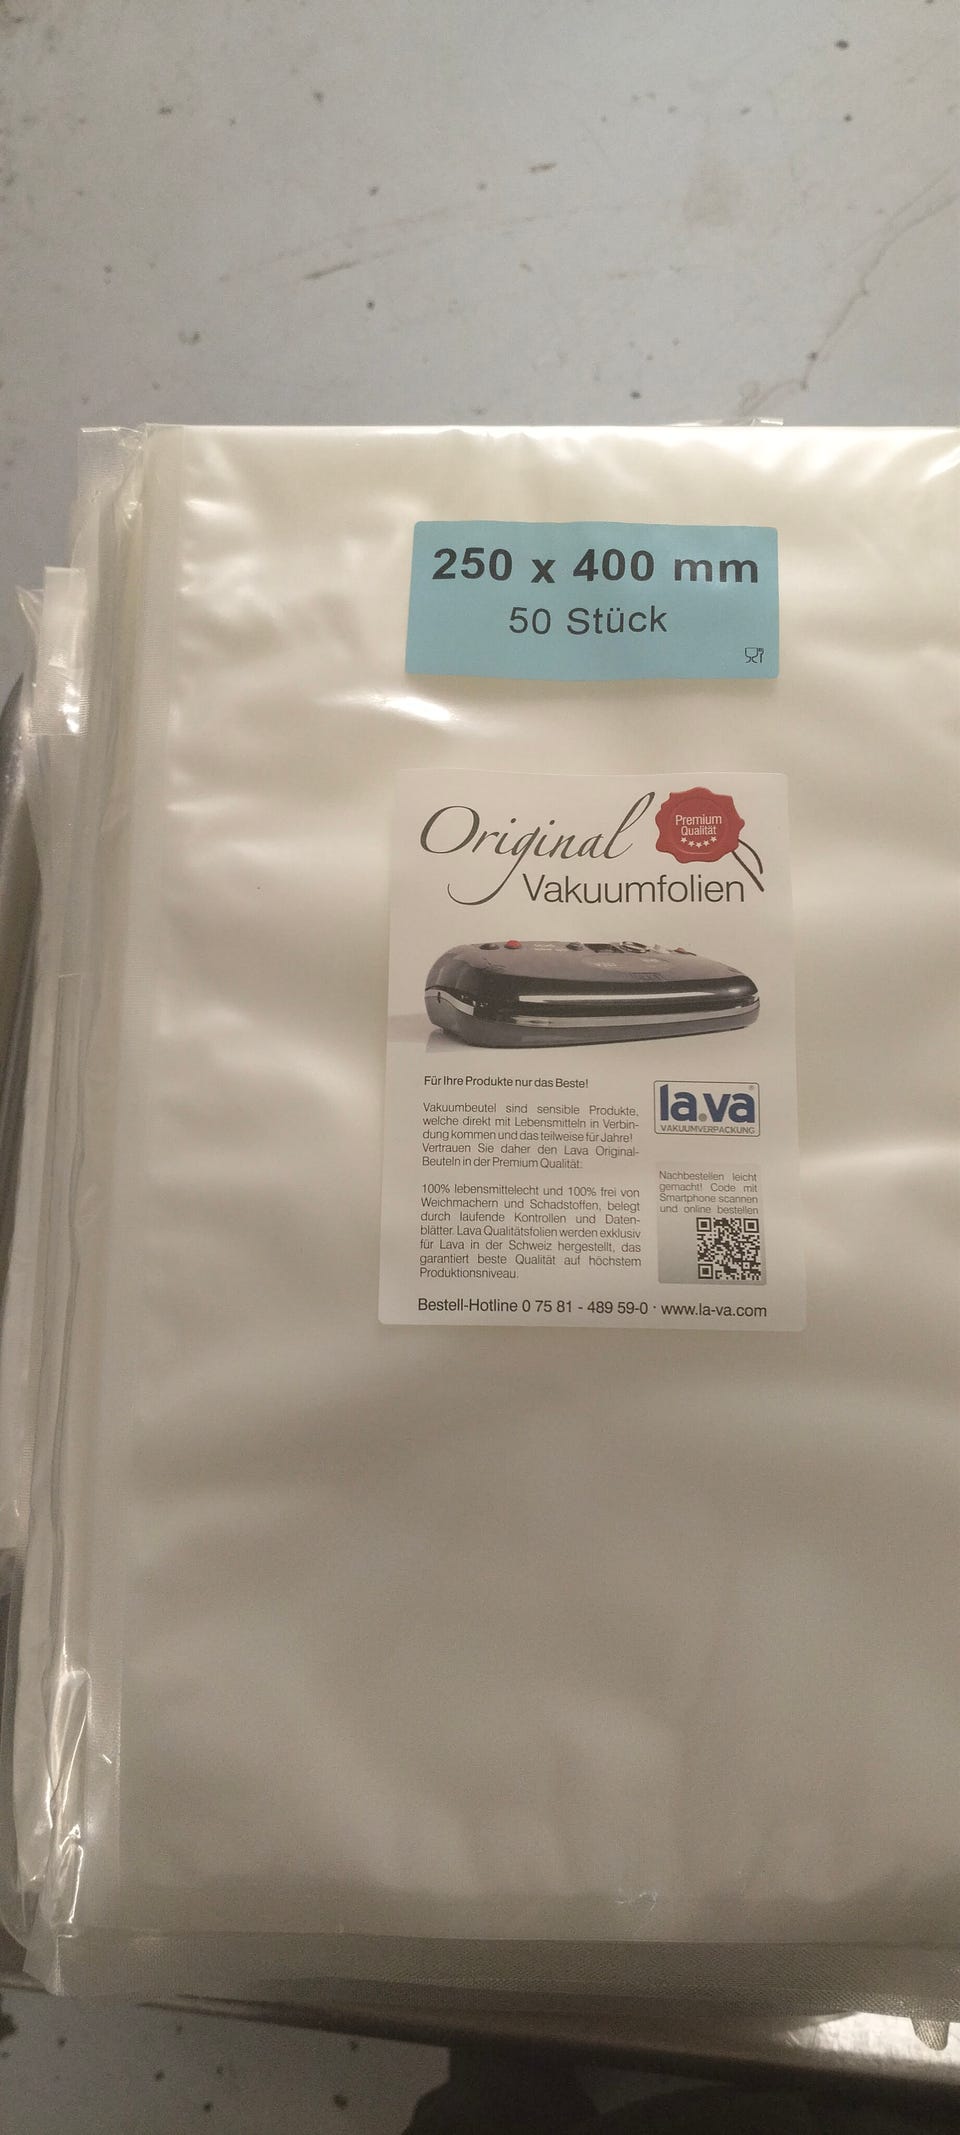 250 x 400 mm
50 Stück
Original
Premium
Qualität
Vakuumfolien
Für Ihre Produkte nur das Beste!
Vakuumbeutel sind sensible Produkte,
welche direkt mit Lebensmitteln in Verbin-
dung kommen und das teilweise für Jahre!
Vertrauen Sie daher den Lava Original-
Beuteln in der Premium Qualität:
100% lebensmittelecht und 100% frei von
Weichmachern und Schadstoffen, belegt
durch laufende Kontrollen und Daten-
blätter. Lava Qualitätsfolien werden exklusiv
für Lava in der Schweiz hergestellt, das
garantiert beste Qualität auf höchstem
Produktionsniveau.
la.va®
VAKUUMVERPACKUNG
Nachbestellen leicht
gemacht! Code mit
Smartphone scannen
und online bestellen
Bestell-Hotline 0 75 81 - 489 59-0 · www.la-va.com